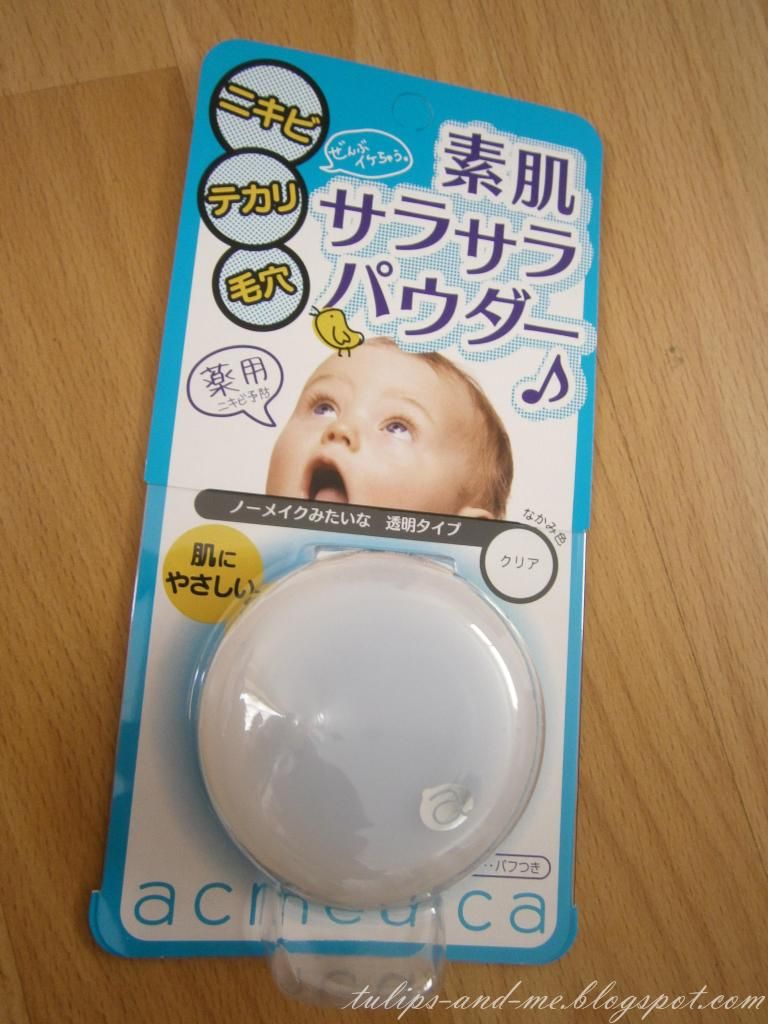 ニキビ
テカリ
毛穴
ぜんぶ
イケちゃう。
素肌
サラサラ
パウダー♪
薬用
ニキビ予防
ノーメイクみたいな 透明タイプ
なかみ色
クリア
肌に
やさしい
a
パフつき
acmedica
tulips-and-me.blogspot.com